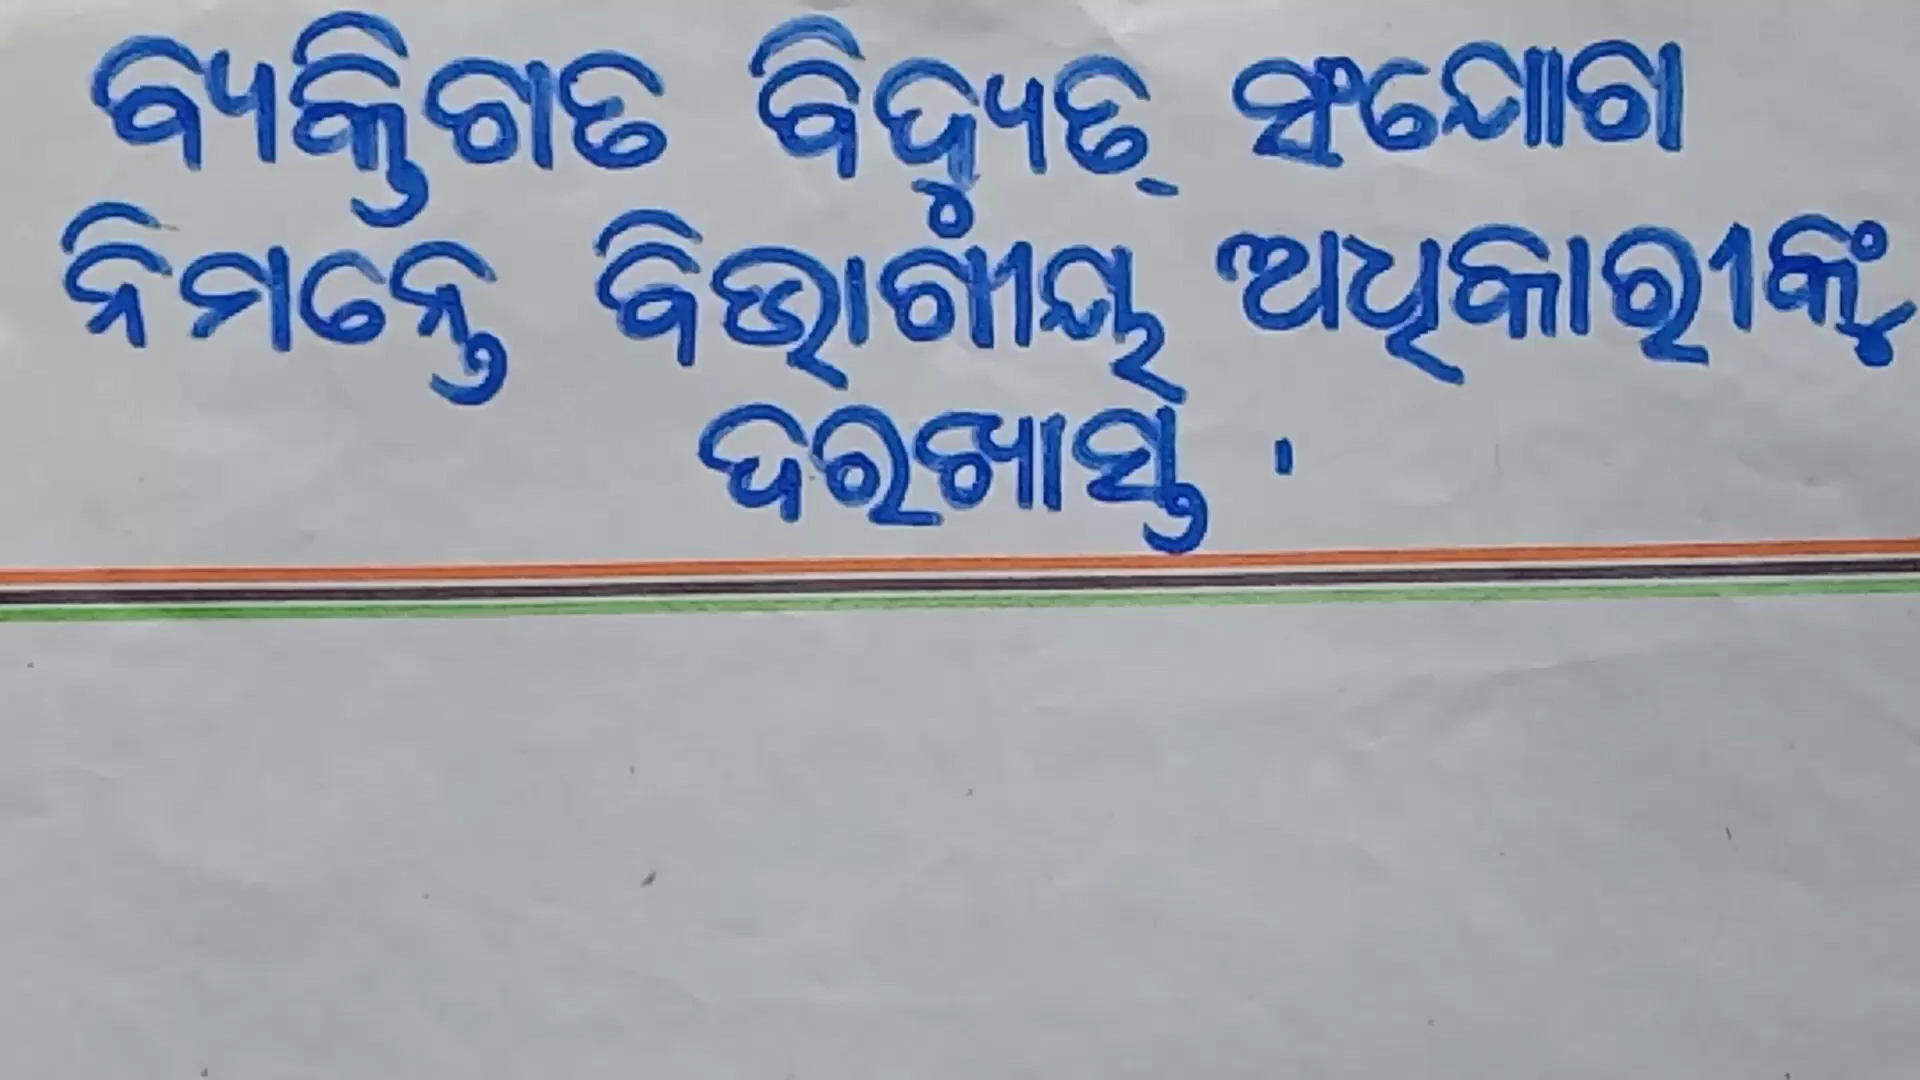 ବ୍ୟକ୍ତିଗତ ବିଦ୍ୟୁତ୍ ସଂଯୋଗ
ନିମନ୍ତେ ବିଭାଗୀୟ ଅଧିକାରୀଙ୍କୁ
ଦରଖାସ୍ତ .